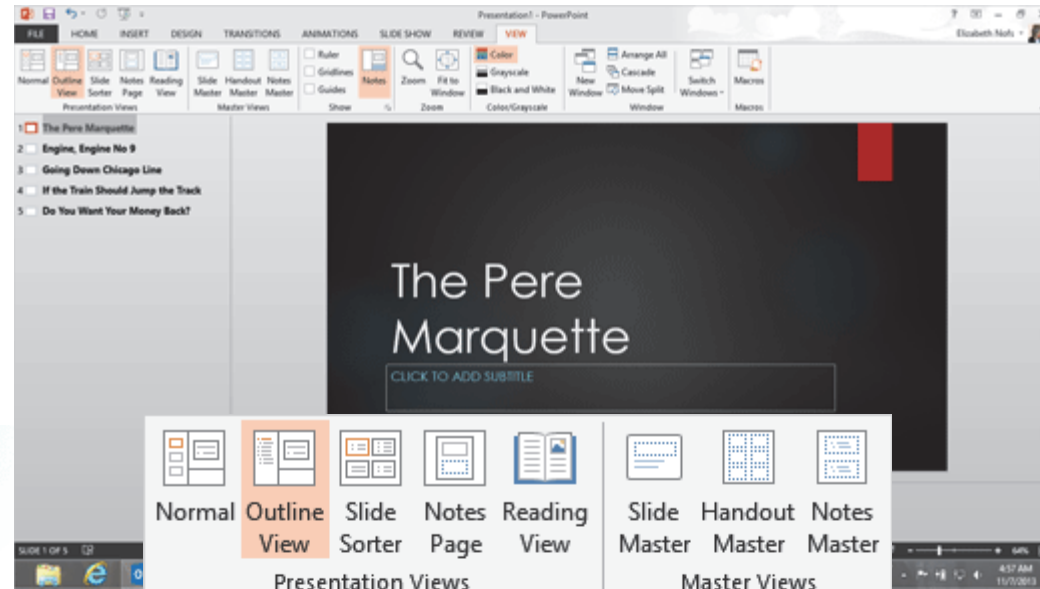 Presentation1 - PowerPoint
?
FILE HOME INSERT DESIGN TRANSITIONS ANIMATIONS SLIDE SHOW REVIEW VIEW Elizabeth Nofs
Normal Outline View Slide Sorter Notes Page Reading View Slide Master Handout Master Notes Master
Ruler
Gridlines
Guides
Notes
Zoom Fit to Window
Color
Grayscale
Black and White
New Window
Arrange All
Cascade
Move Split
Switch Windows
Macros
Presentation Views Master Views Show Zoom Color/Grayscale Window Macros
1 The Pere Marquette
2 Engine, Engine No 9
3 Going Down Chicago Line
4 If the Train Should Jump the Track
5 Do You Want Your Money Back?
The Pere
Marquette
CLICK TO ADD SUBTITLE
Normal Outline Slide Notes Reading Slide Handout Notes
View Sorter Page View Master Master Master
Presentation Views Master Views
SLIDE 1 OF 5
64%
4:57 AM
11/7/2013